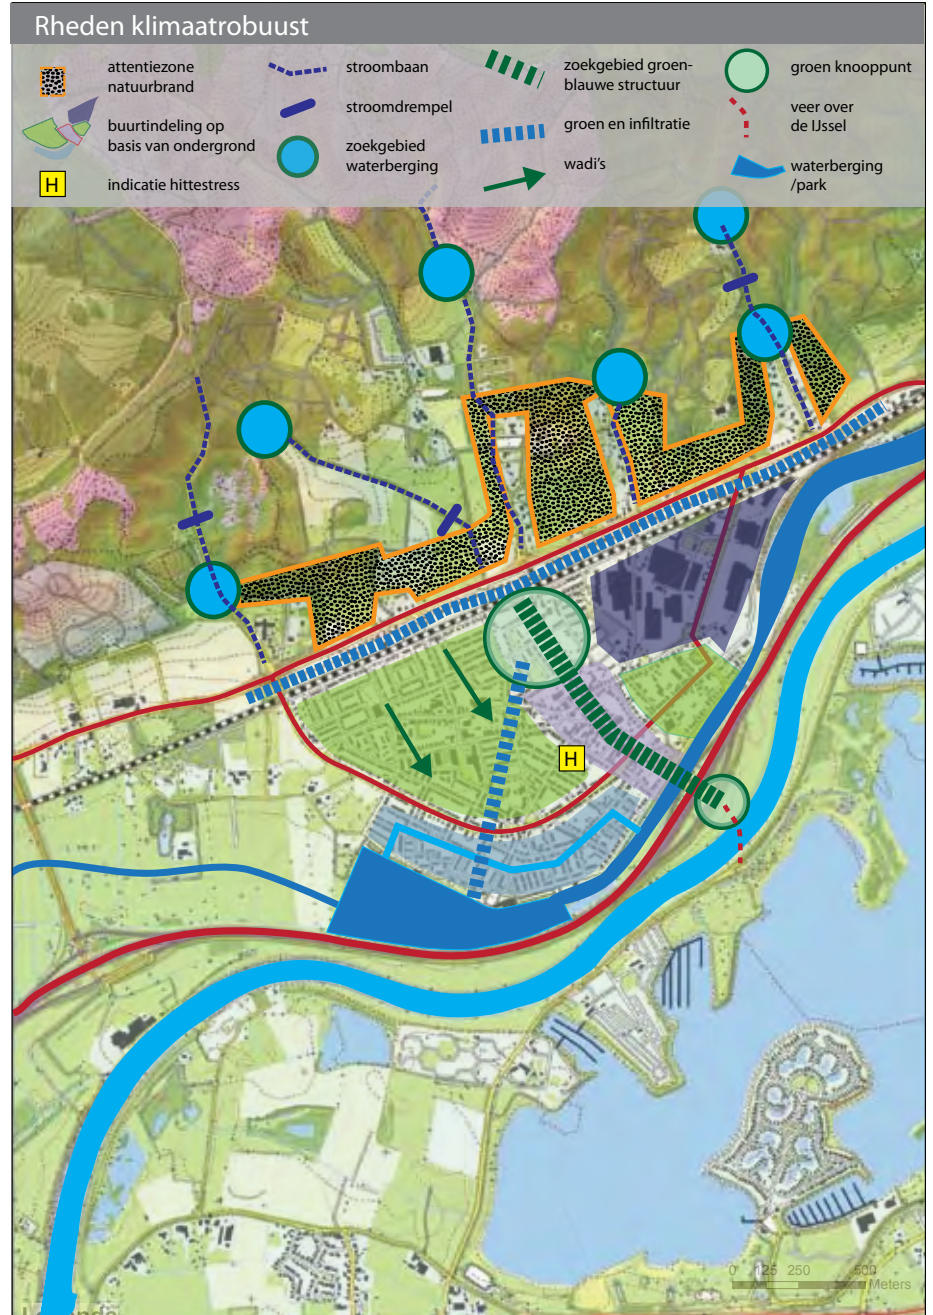 Rheden klimaatrobuust
attentiezone
natuurbrand
buurtindeling op
basis van ondergrond
H
indicatie hittestress
stroombaan
stroomdrempel
zoekgebied
waterberging
zoekgebied groen-
blauwe structuur
groen en infiltratie
wadi's
groen knooppunt
veer over
de IJssel
waterberging
/park
H
0 125 250 500
Meters